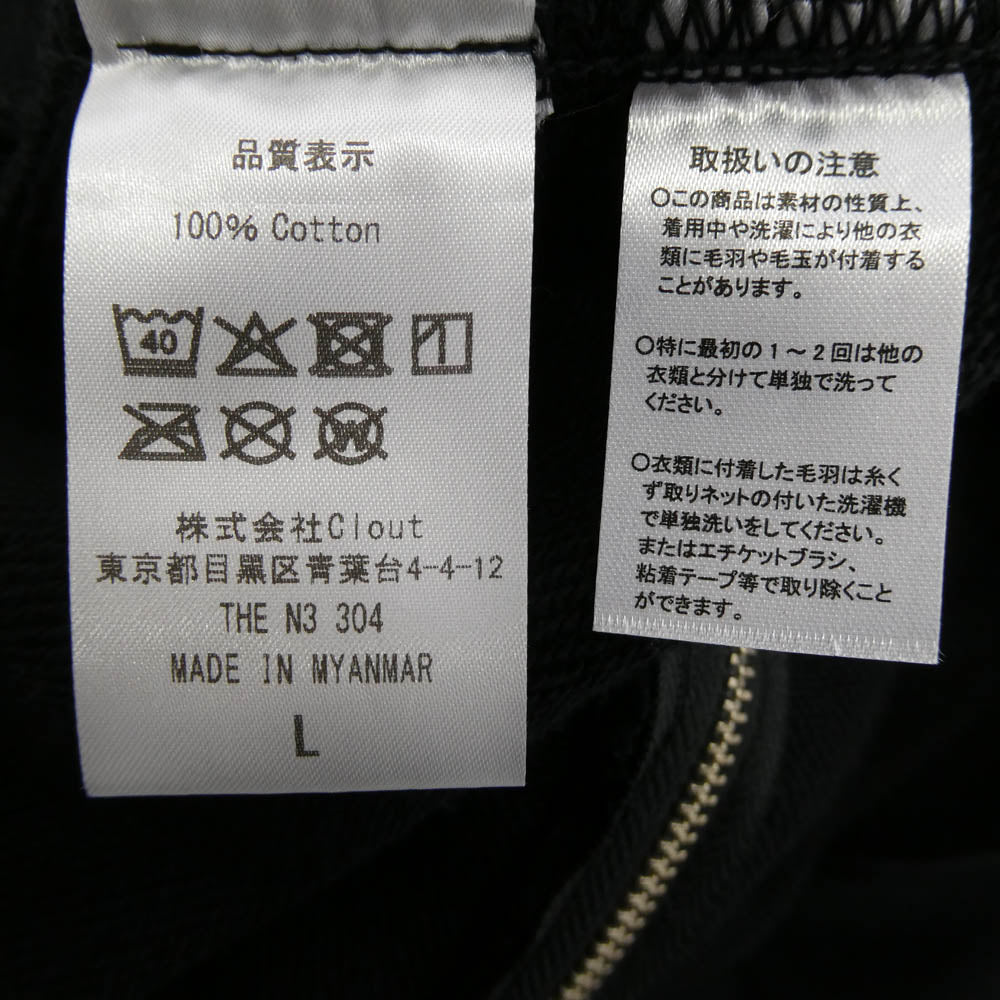 品質表示
100% Cotton
40
W
株式会社Clout
東京都目黒区青葉台4-4-12
THE N3 304
MADE IN MYANMAR
L
取扱いの注意
○この商品は素材の性質上、
着用中や洗濯により他の衣
類に毛羽や毛玉が付着する
ことがあります。
○特に最初の1～2回は他の
衣類と分けて単独で洗って
ください。
○衣類に付着した毛羽は糸く
ず取りネットの付いた洗濯機
で単独洗いをしてください。
またはエチケットブラシ、
粘着テープ等で取り除くこと
ができます。